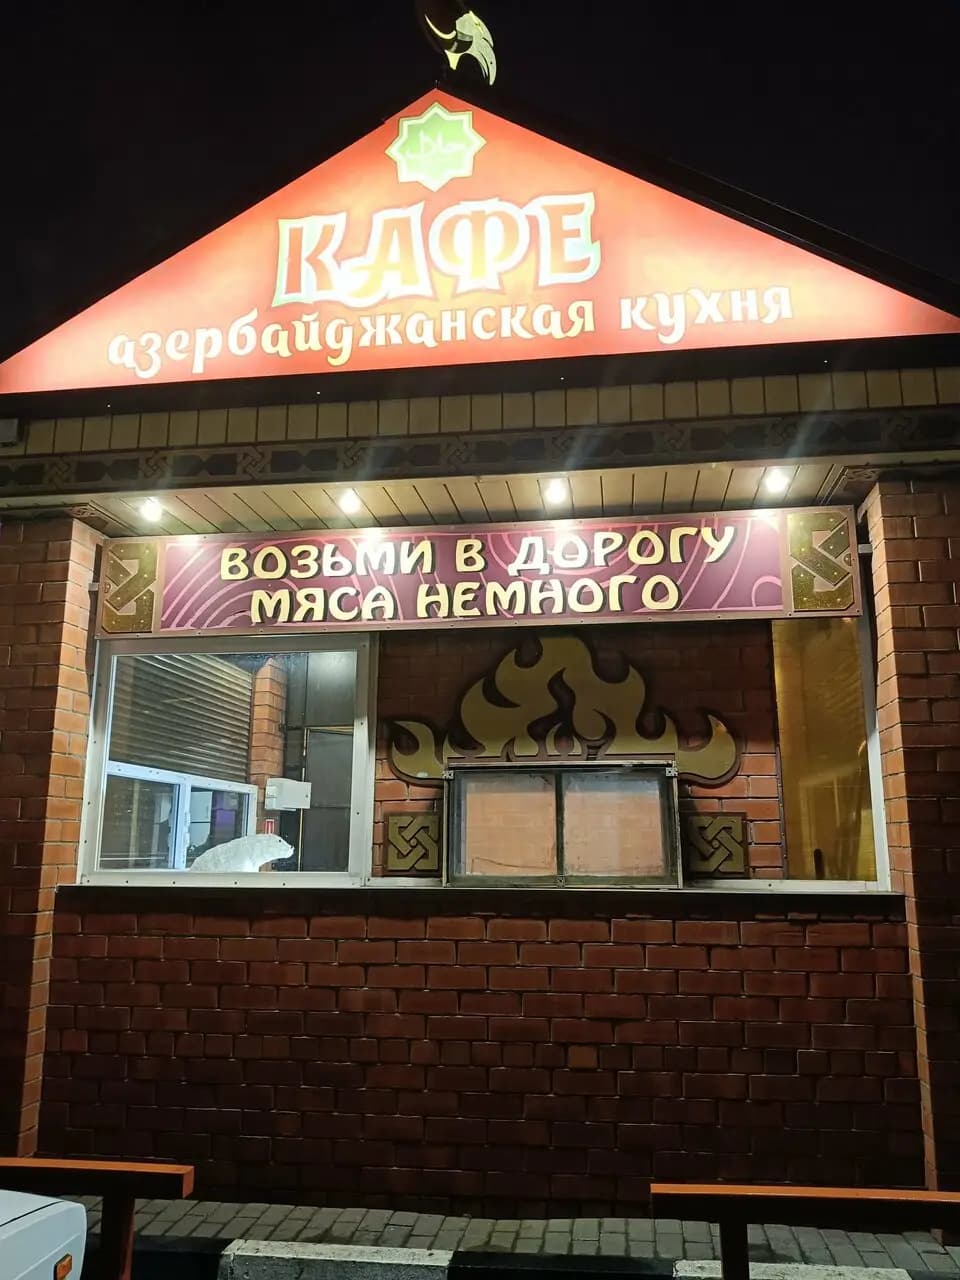 КАФЕ
азербайджанская кухня
ВОЗЬМИ В ДОРОГУ
МЯСА НЕМНОГО